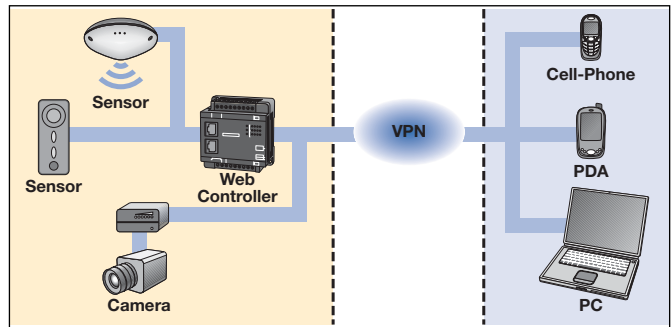 Sensor
Sensor
Web
Controller
Camera
VPN
Cell-Phone
PDA
PC